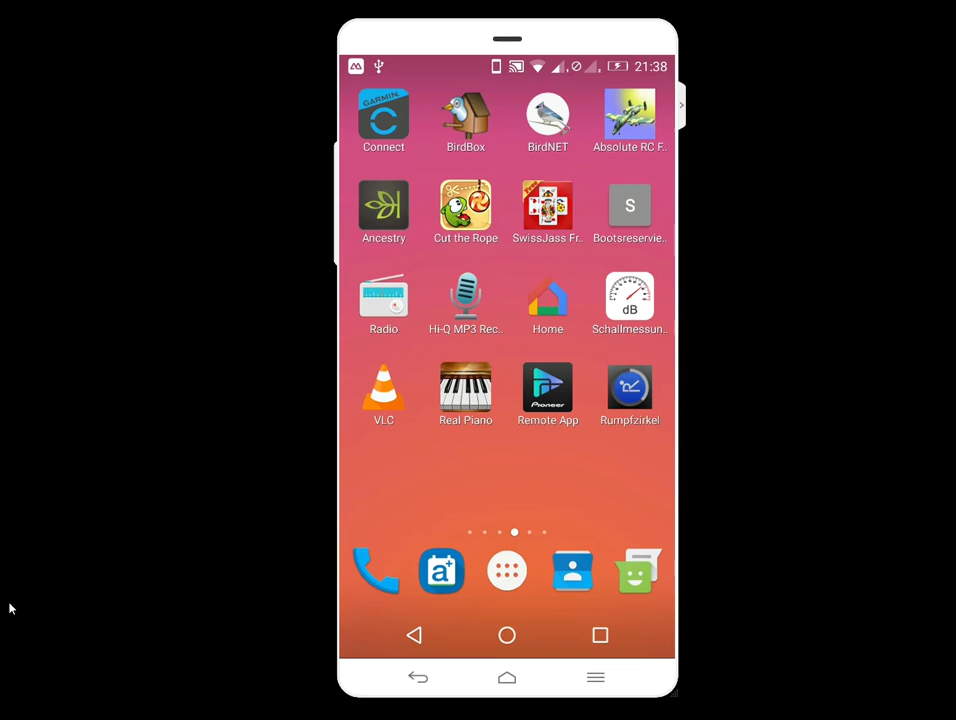 21:38
GARMIN
Connect
BirdBox
BirdNET
Absolute RC F..
Ancestry
Cut the Rope
SwissJass Fr..
S
Bootsreservie..
Radio
Hi-Q MP3 Rec..
Home
dB
Schallmessun..
VLC
Real Piano
Pioneer
Remote App
Rumpfzirkel
a+